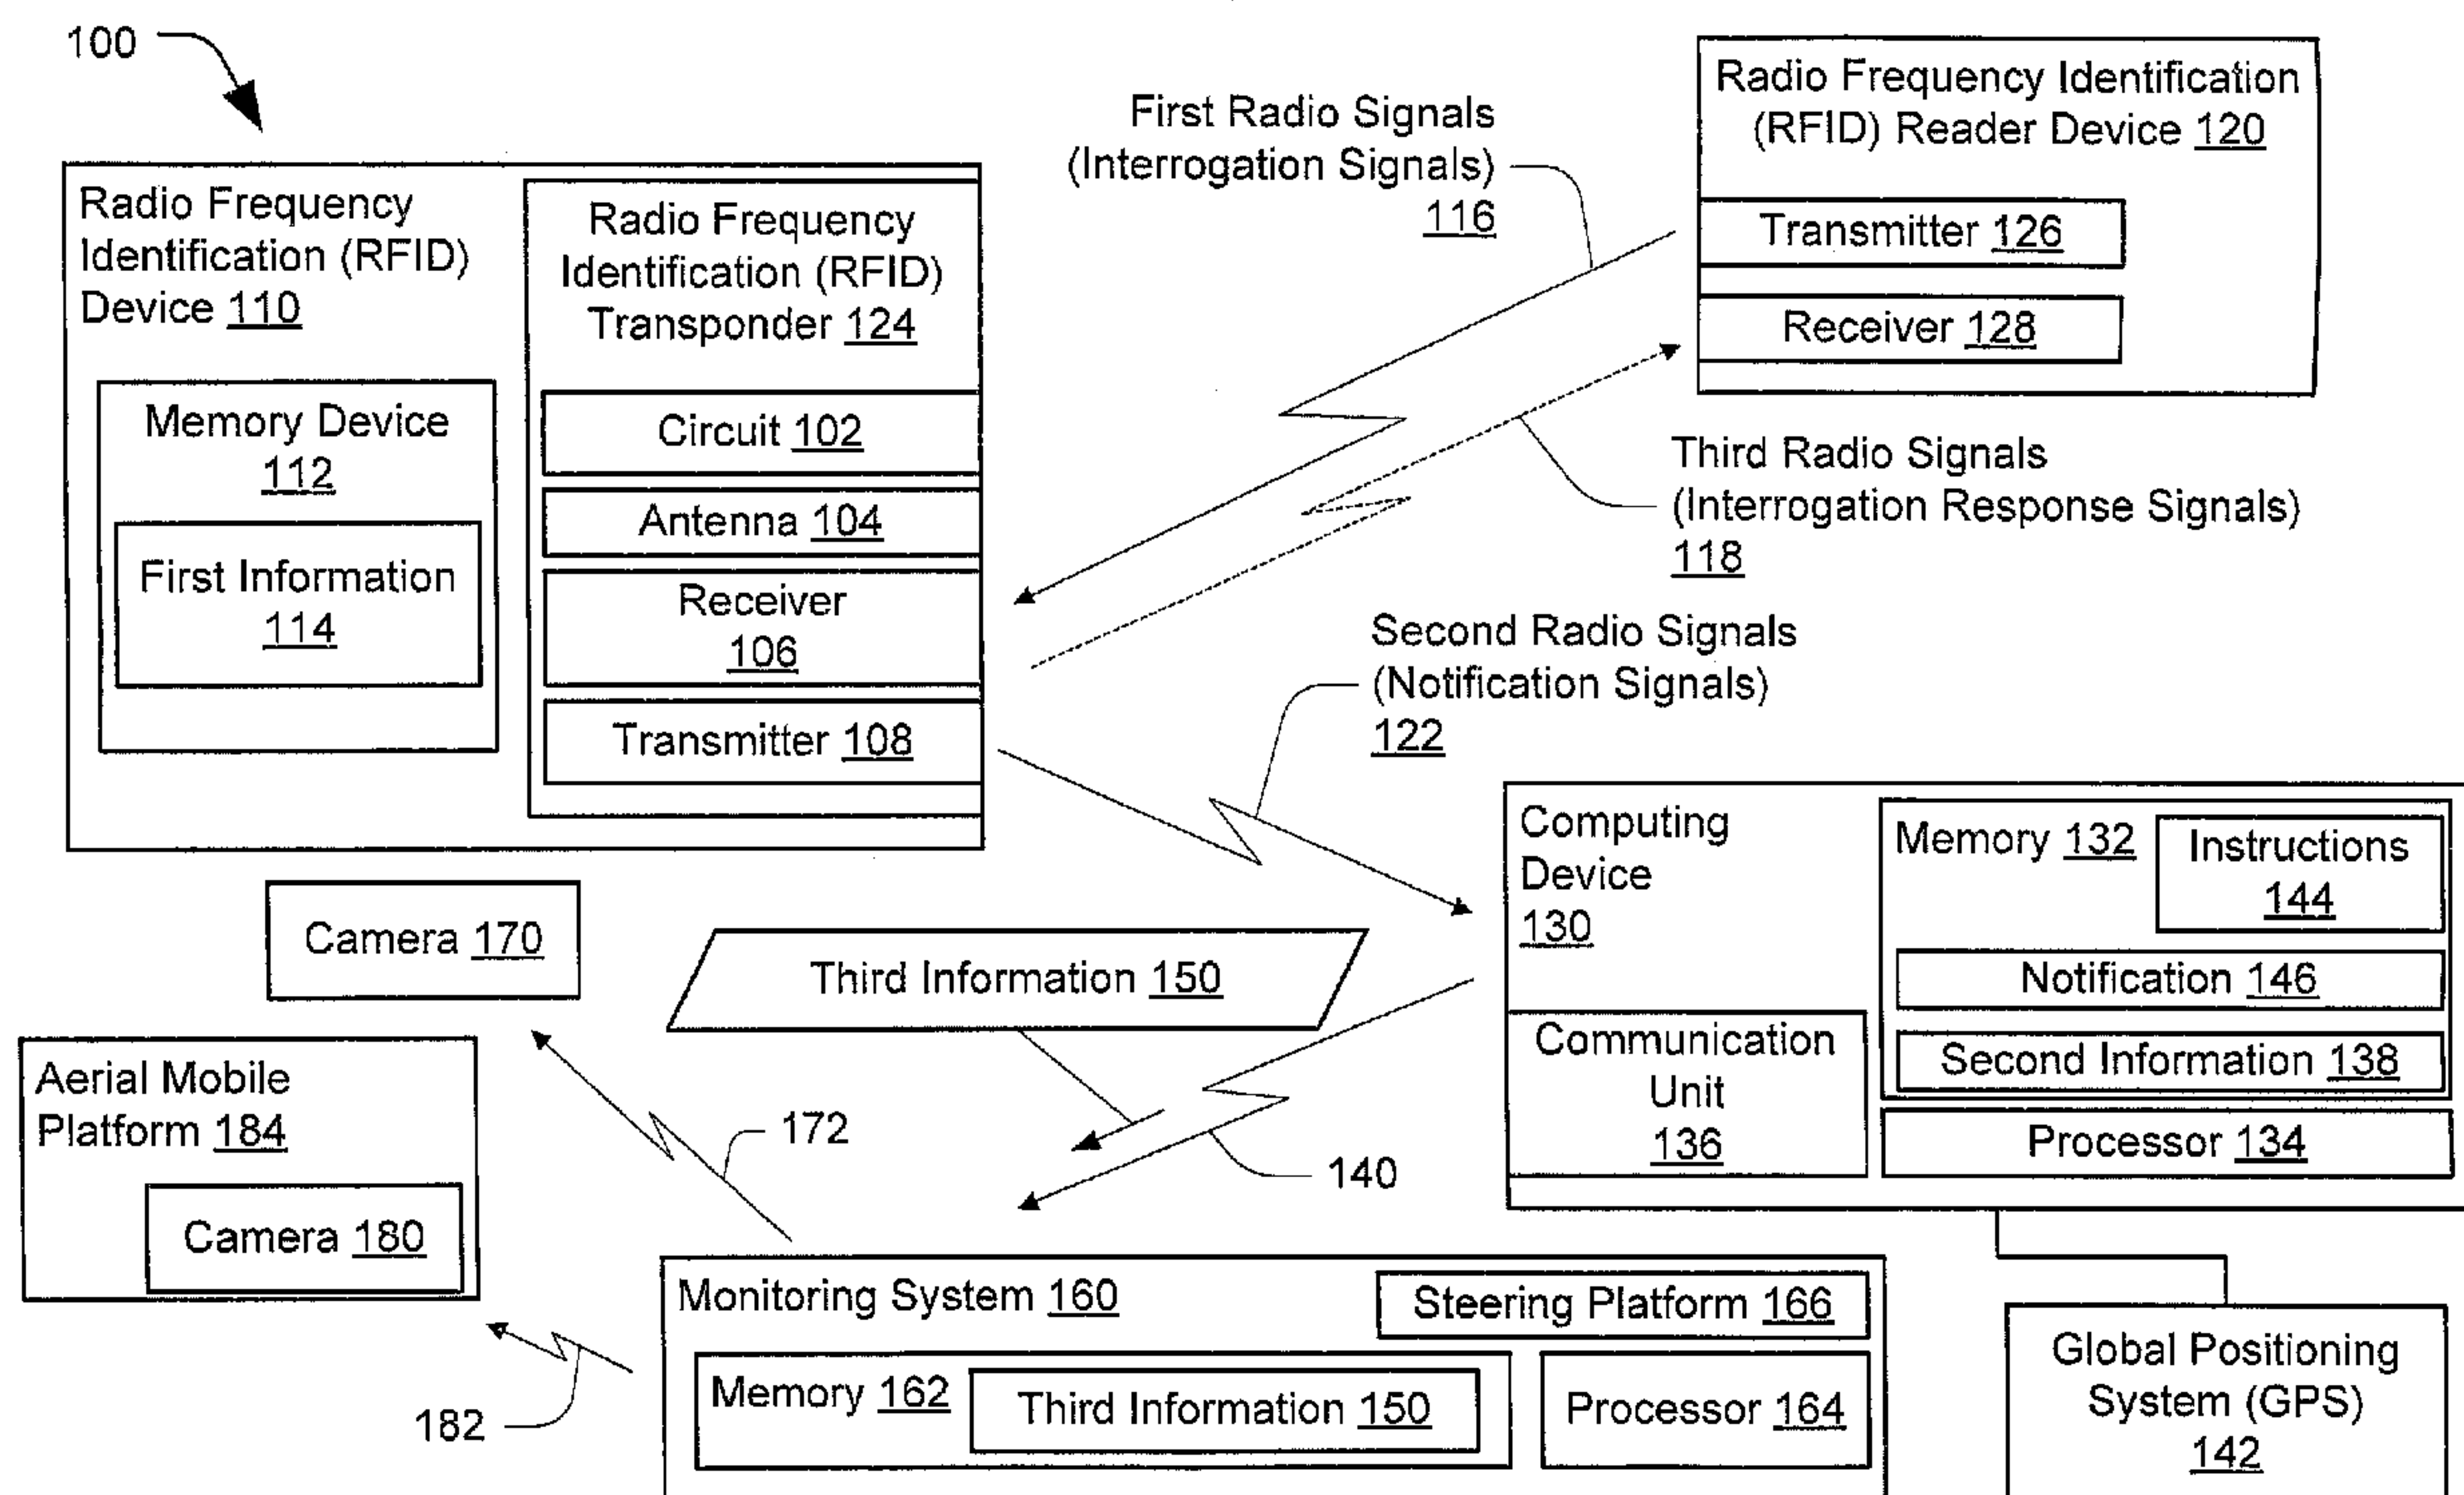 100
Radio Frequency
Identification (RFID)
Device 110
Memory Device
112
First Information
114
Radio Frequency
Identification (RFID)
Transponder 124
Circuit 102
Antenna 104
Receiver
106
Transmitter 108
First Radio Signals
(Interrogation Signals)
116
Radio Frequency Identification
(RFID) Reader Device 120
Transmitter 126
Receiver 128
Third Radio Signals
(Interrogation Response Signals)
118
Second Radio Signals
(Notification Signals)
122
Computing
Device
130
Memory 132
Instructions
144
Notification 146
Second Information 138
Communication
Unit
136
Processor 134
Camera 170
Third Information 150
Aerial Mobile
Platform 184
Camera 180
172
140
182
Monitoring System 160
Steering Platform 166
Memory 162
Third Information 150
Processor 164
Global Positioning
System (GPS)
142